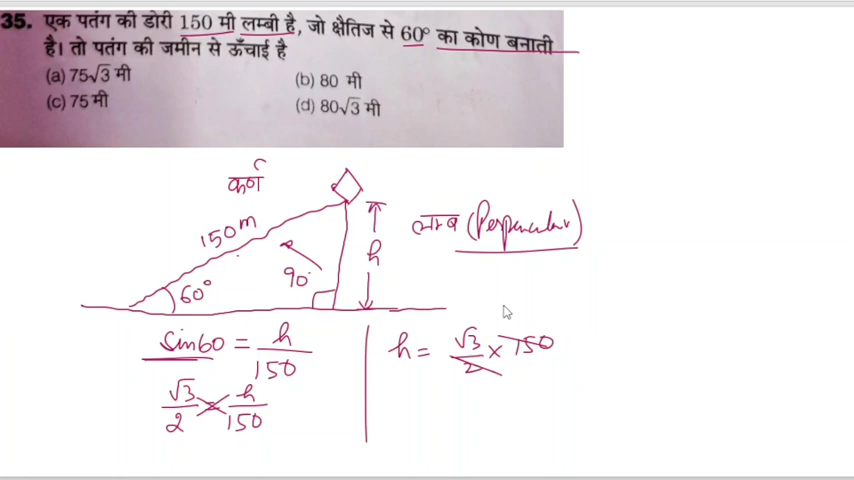 35. एक पतंग की डोरी 150 मी लम्बी है, जो क्षैतिज से 60° का कोण बनाती
है। तो पतंग की जमीन से ऊँचाई है
(a) 75√3 मी (b) 80 मी
(c) 75 मी (d) 80√3 मी
कर्ण
150m
h
लम्ब (Perpencular)
90
60°
sin60 = h/150
h = √3/2 × 150
√3/2 = h/150